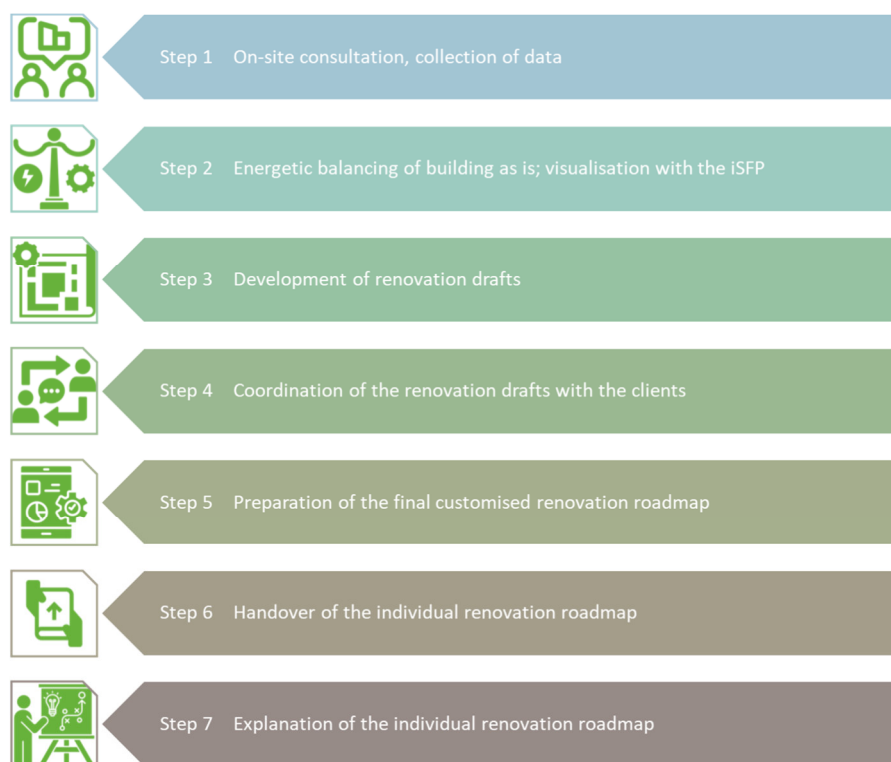 Step 1 On-site consultation, collection of data
Step 2 Energetic balancing of building as is; visualisation with the iSFP
Step 3 Development of renovation drafts
Step 4 Coordination of the renovation drafts with the clients
Step 5 Preparation of the final customised renovation roadmap
Step 6 Handover of the individual renovation roadmap
Step 7 Explanation of the individual renovation roadmap